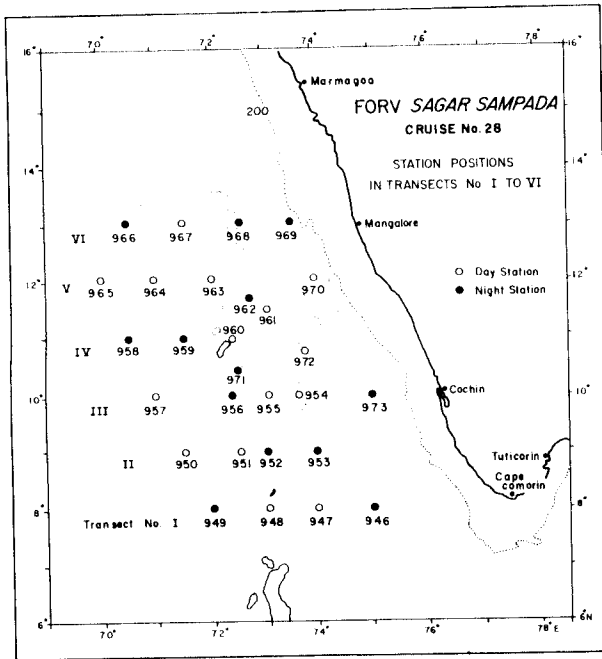 70° 72° 74° 76° 78°
16° 16°
Marmagoa
FORV SAGAR SAMPADA
CRUISE No. 28
200
STATION POSITIONS
IN TRANSECTS No I TO VI
14° 14°
Mangalore
VI 966 967 968 969
Day Station
Night Station
V 965 964 963 970
12° 12°
962
961
960
IV 958 959
972
971
Cochin
10° 10°
III 957 956 955 954 973
Tuticorin
II 950 951 952 953
Cape
comorin
8° 8°
Transect No. I 949 948 947 946
6° 6°N
70° 72° 74° 76° 78°E